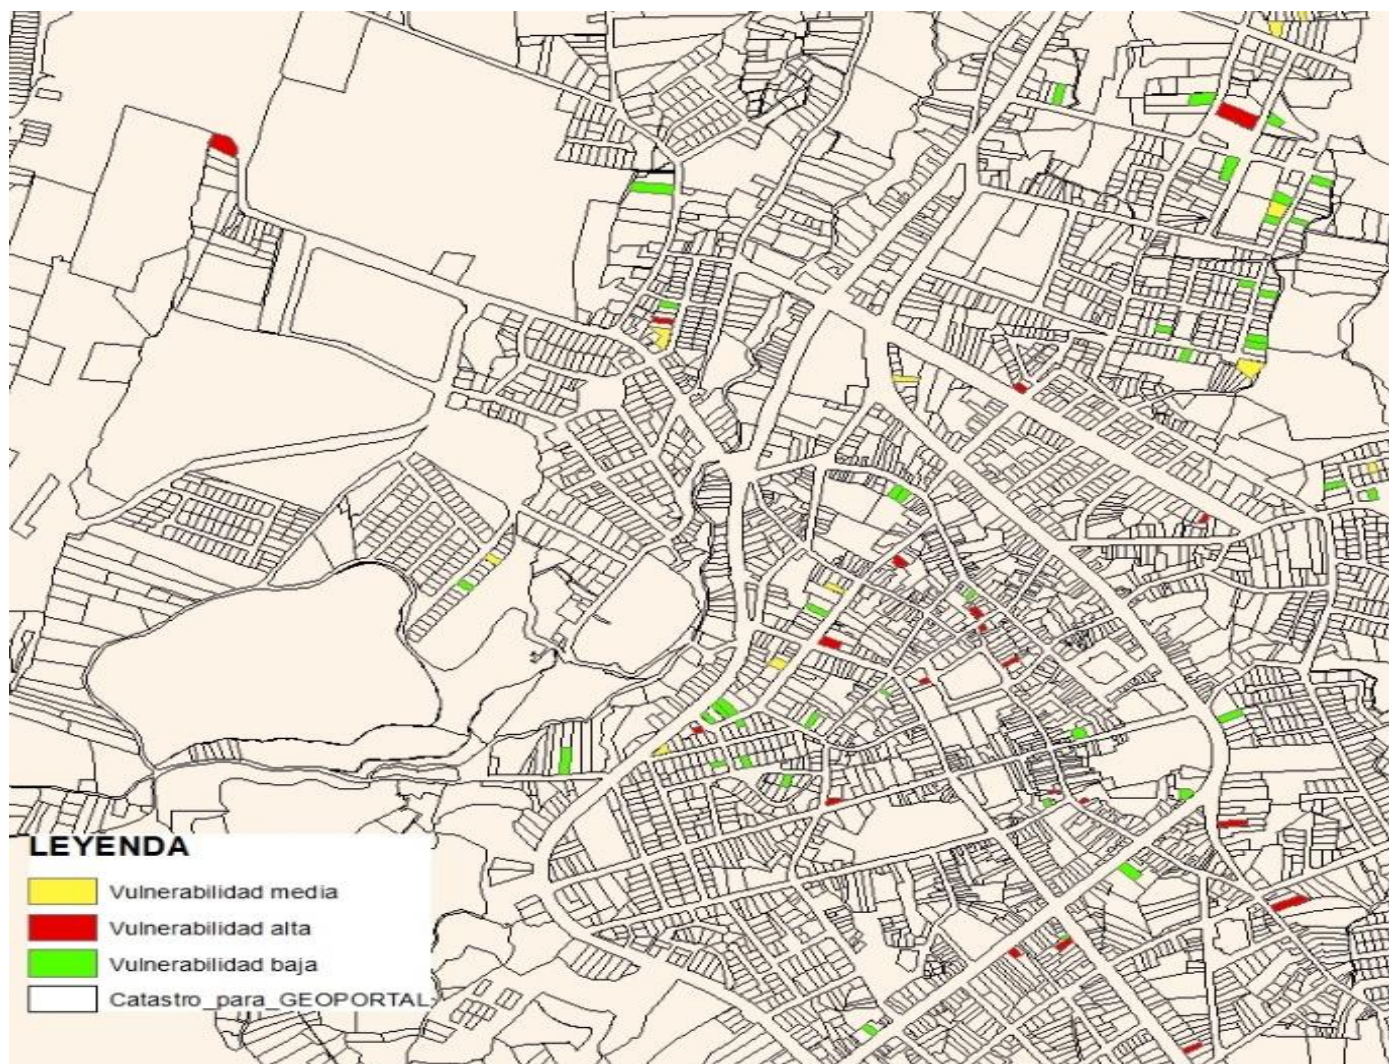 LEYENDA
Vulnerabilidad media
Vulnerabilidad alta
Vulnerabilidad baja
Catastro_para_GEOPORTAL